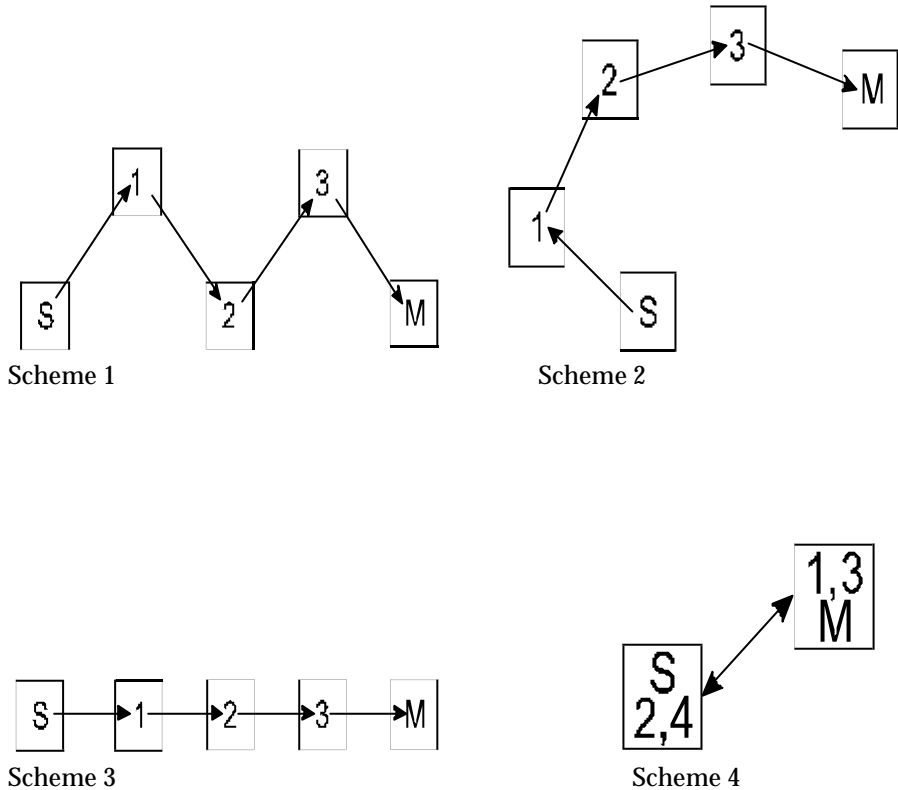 S 1 2 3 M
Scheme 1
S 1 2 3 M
Scheme 2
S 1 2 3 M
Scheme 3
S
2,4
1,3
M
Scheme 4